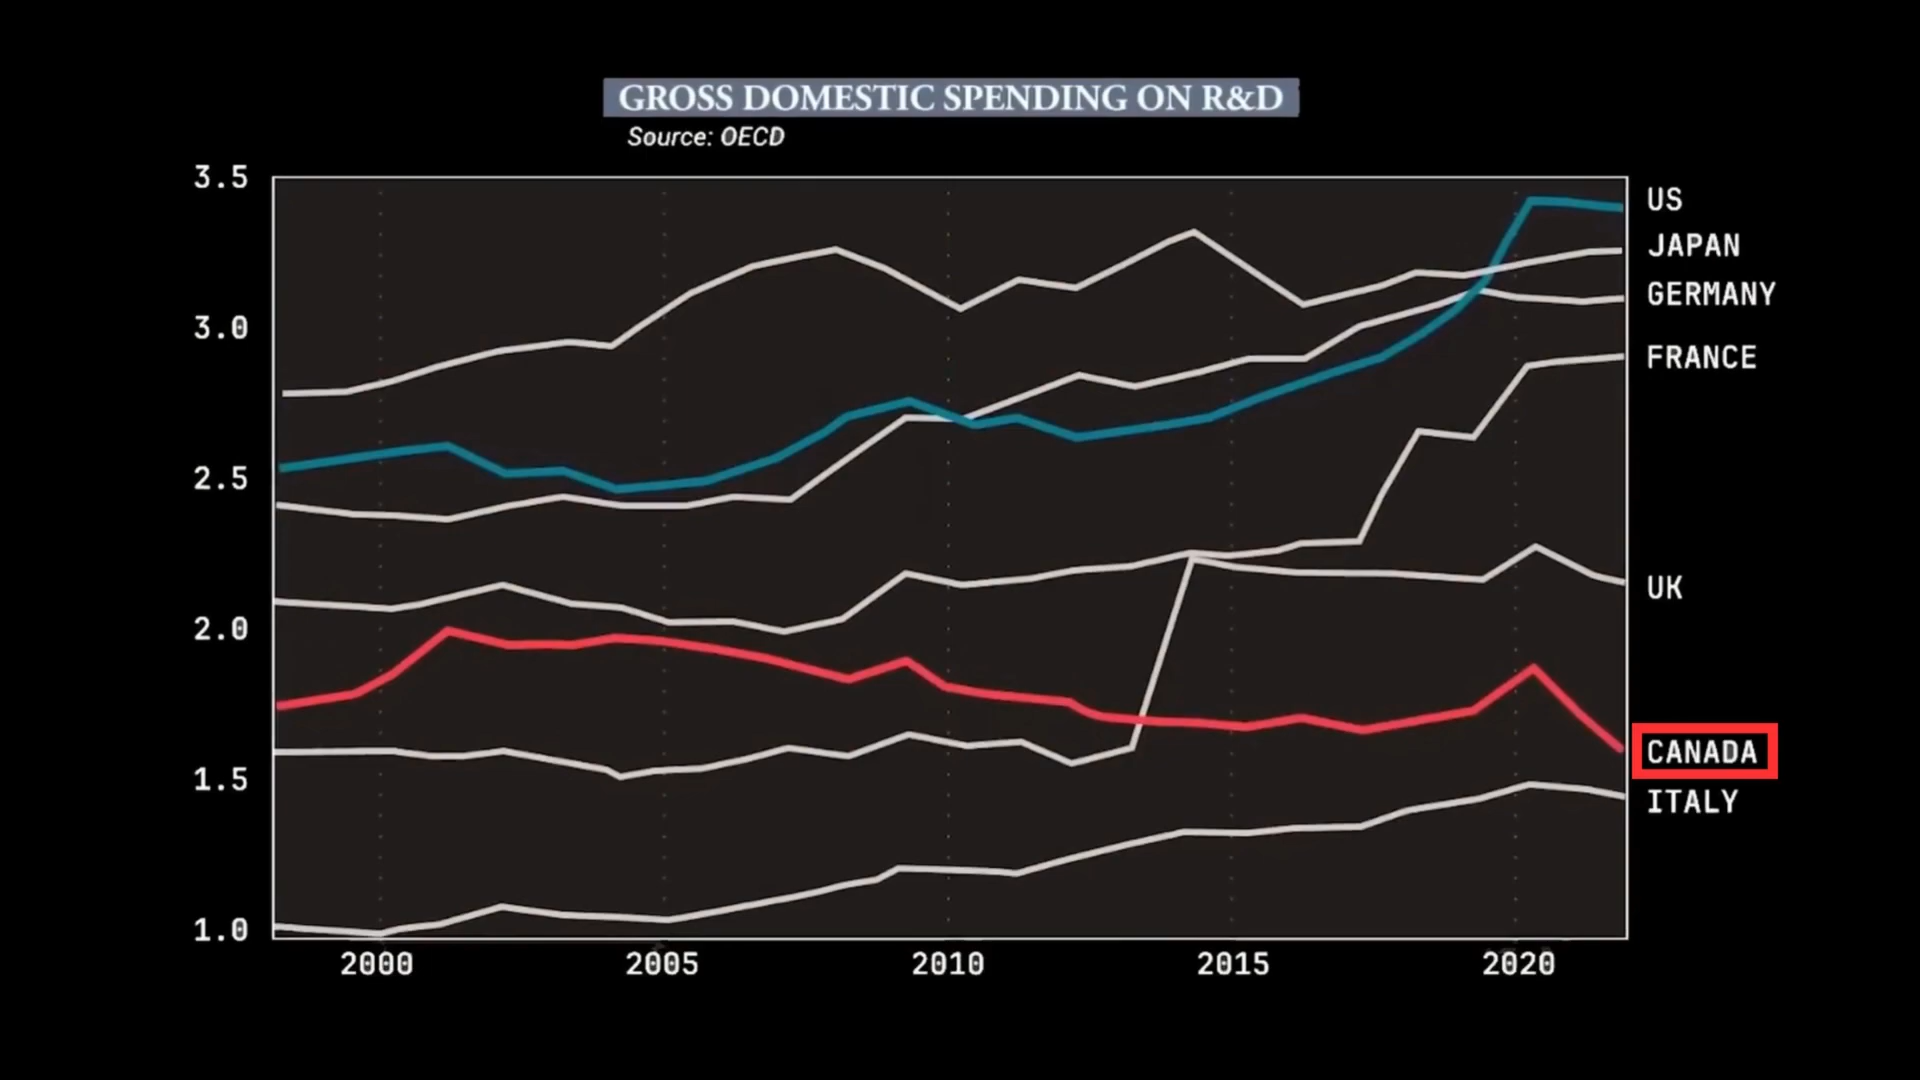 GROSS DOMESTIC SPENDING ON R&D
Source: OECD
3.5
3.0
2.5
2.0
1.5
1.0
2000 2005 2010 2015 2020
US
JAPAN
GERMANY
FRANCE
UK
CANADA
ITALY